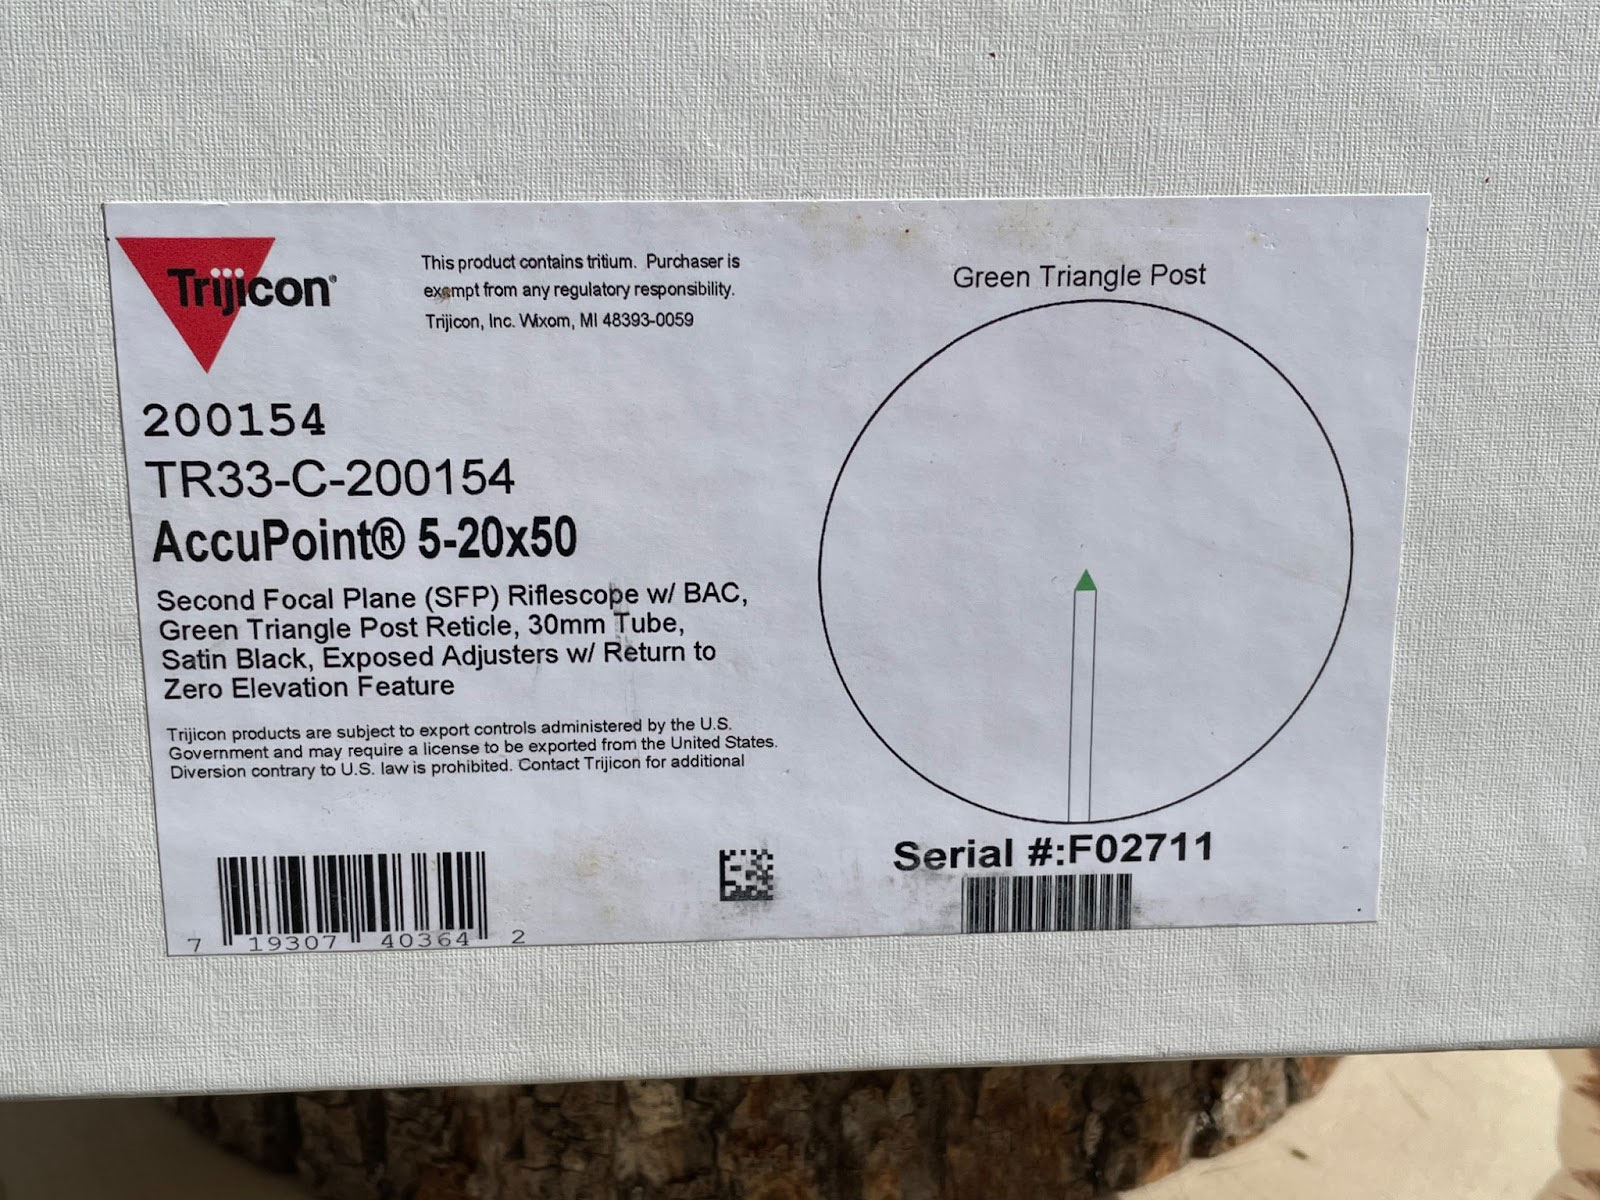 Trijicon®
This product contains tritium. Purchaser is
exempt from any regulatory responsibility.
Trijicon, Inc. Wixom, MI 48393-0059
200154
TR33-C-200154
AccuPoint® 5-20x50
Second Focal Plane (SFP) Riflescope w/ BAC,
Green Triangle Post Reticle, 30mm Tube,
Satin Black, Exposed Adjusters w/ Return to
Zero Elevation Feature
Trijicon products are subject to export controls administered by the U.S.
Government and may require a license to be exported from the United States.
Diversion contrary to U.S. law is prohibited. Contact Trijicon for additional
7 19307 40364 2
Green Triangle Post
Serial #:F02711